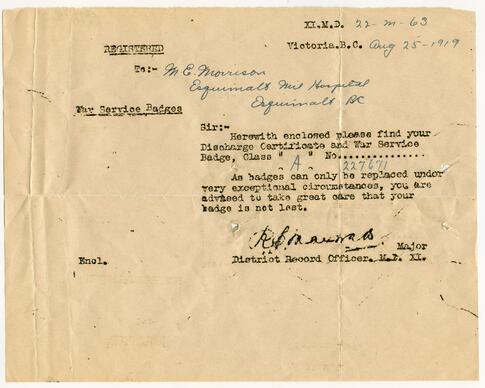 XI.M.D. 22-M-63
REGISTERED
Victoria.B.C. Aug 25-1919
To:- M.E. Morrison
Esquimalt Mil Hospital
Esquimalt BC
War Service Badges
Sir:-
Herewith enclosed please find your
Discharge Certificate and War Service
Badge, Class " A " No. 227671
As badges can only be replaced under
very exceptional circumstances, you are
advised to take great care that your
badge is not lost.
Major
Encl.
District Record Officer. M.D. XI.